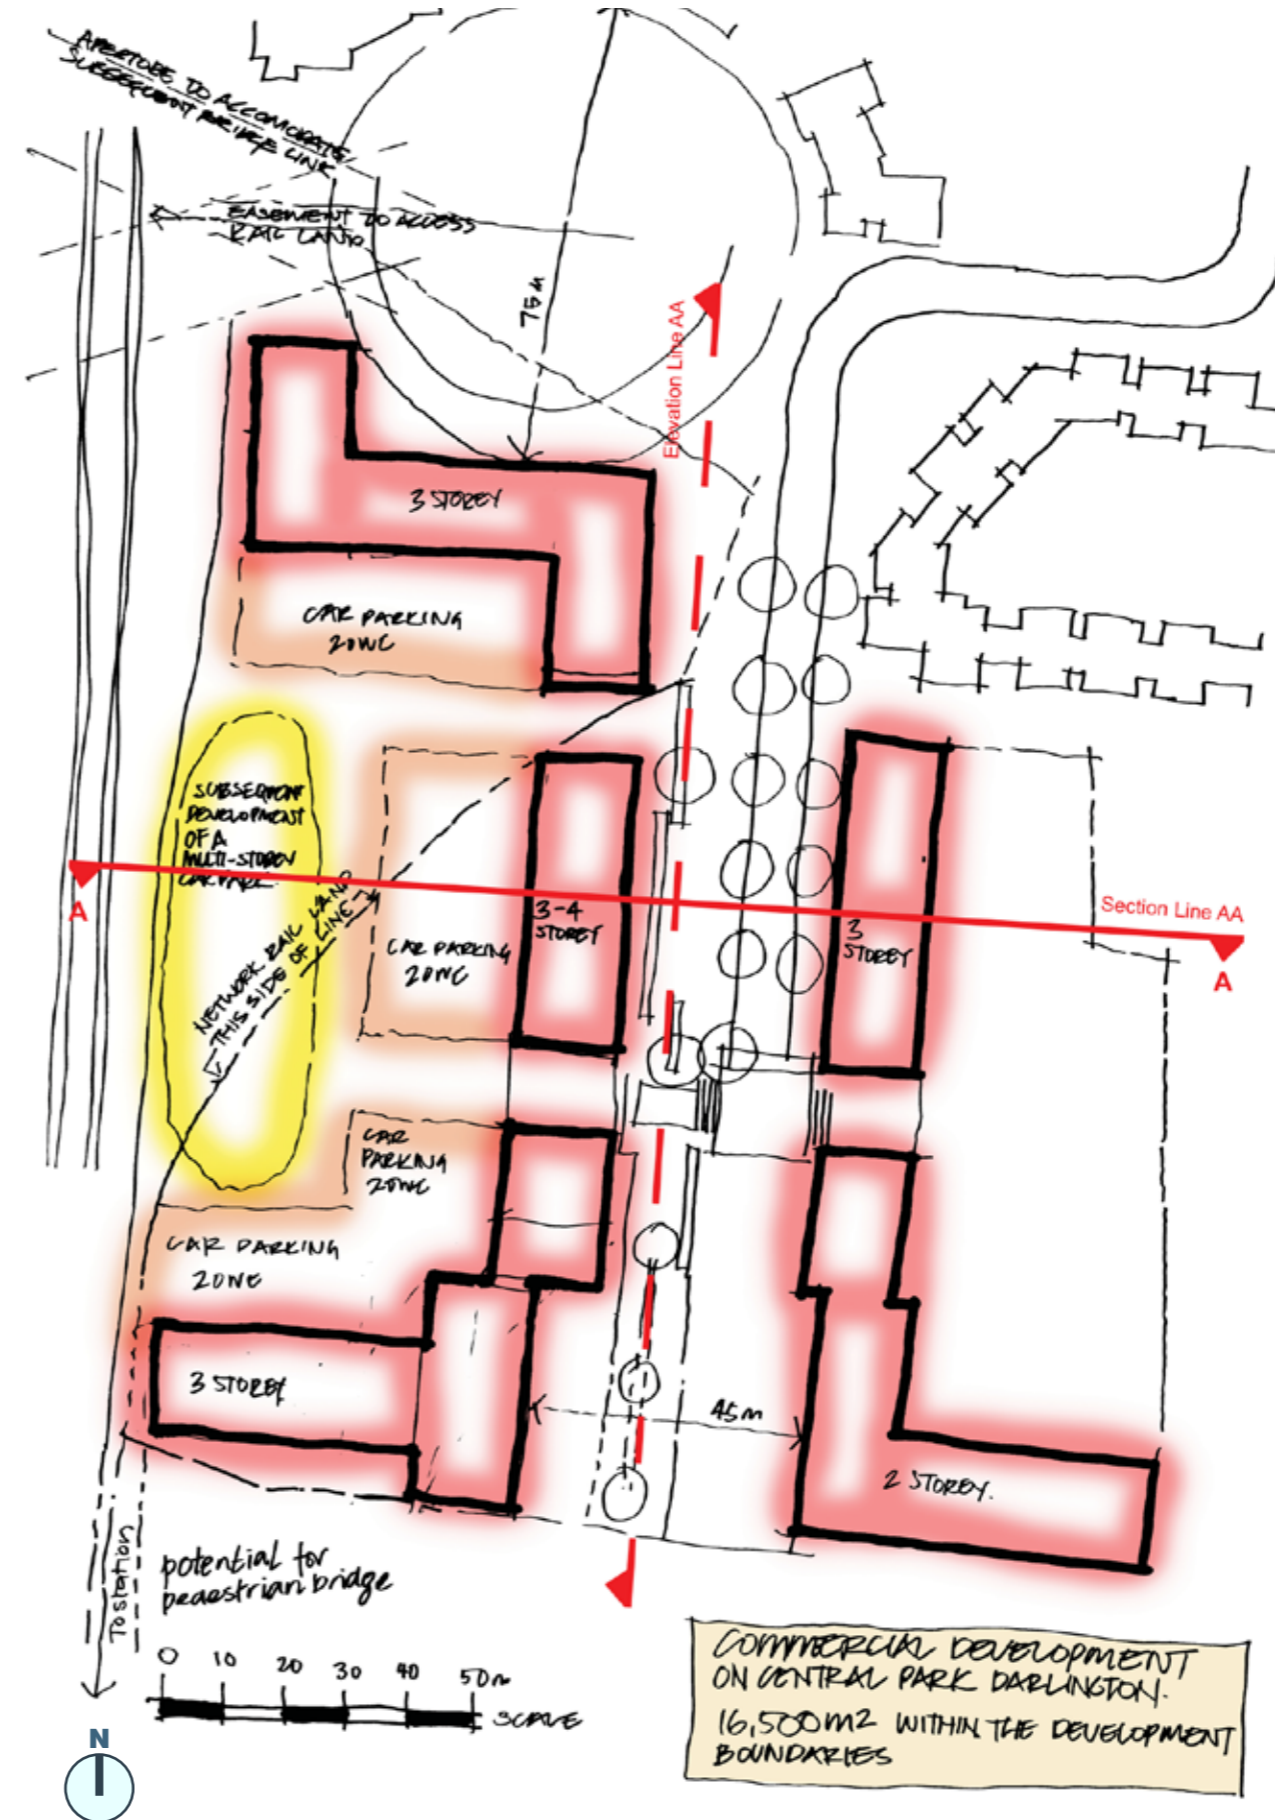 APERTURE TO ACCOMODATE
SUBSEQUENT BRIDGE LINK
EASEMENT TO ACCESS
RAIL LAND
75m
Elevation Line AA
3 STOREY
CAR PARKING
ZONE
SUBSEQUENT
DEVELOPMENT
OF A
MULTI-STOREY
CAR PARK.
NETWORK RAIL LAND
THIS SIDE OF LINE
CAR PARKING
ZONE
3-4
STOREY
3
STOREY
Section Line AA
A
A
CAR
PARKING
ZONE
CAR PARKING
ZONE
3 STOREY
45m
2 STOREY.
To station
potential for
pedestrian bridge
0 10 20 30 40 50m
SCALE
N
COMMERCIAL DEVELOPMENT
ON CENTRAL PARK DARLINGTON.
16,500M2 WITHIN THE DEVELOPMENT
BOUNDARIES